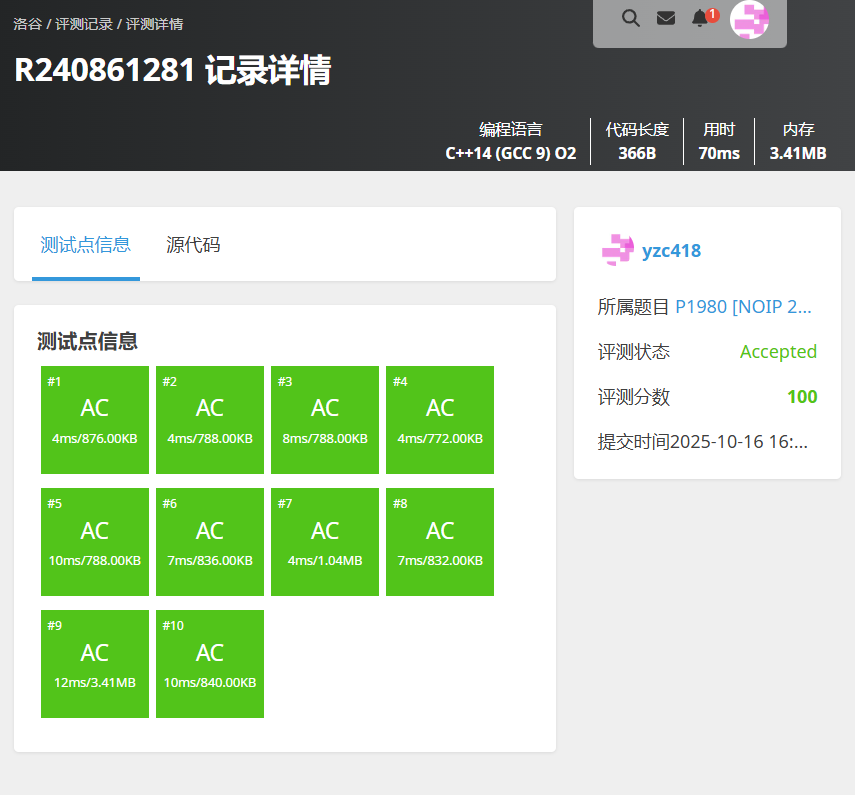 洛谷 / 评测记录 / 评测详情
1
R240861281 记录详情
编程语言 代码长度 用时 内存
C++14 (GCC 9) O2 366B 70ms 3.41MB
测试点信息 源代码
测试点信息
#1 #2 #3 #4
AC AC AC AC
4ms/876.00KB 4ms/788.00KB 8ms/788.00KB 4ms/772.00KB
#5 #6 #7 #8
AC AC AC AC
10ms/788.00KB 7ms/836.00KB 4ms/1.04MB 7ms/832.00KB
#9 #10
AC AC
12ms/3.41MB 10ms/840.00KB
yzc418
所属题目 P1980 [NOIP 2...
评测状态 Accepted
评测分数 100
提交时间2025-10-16 16:...